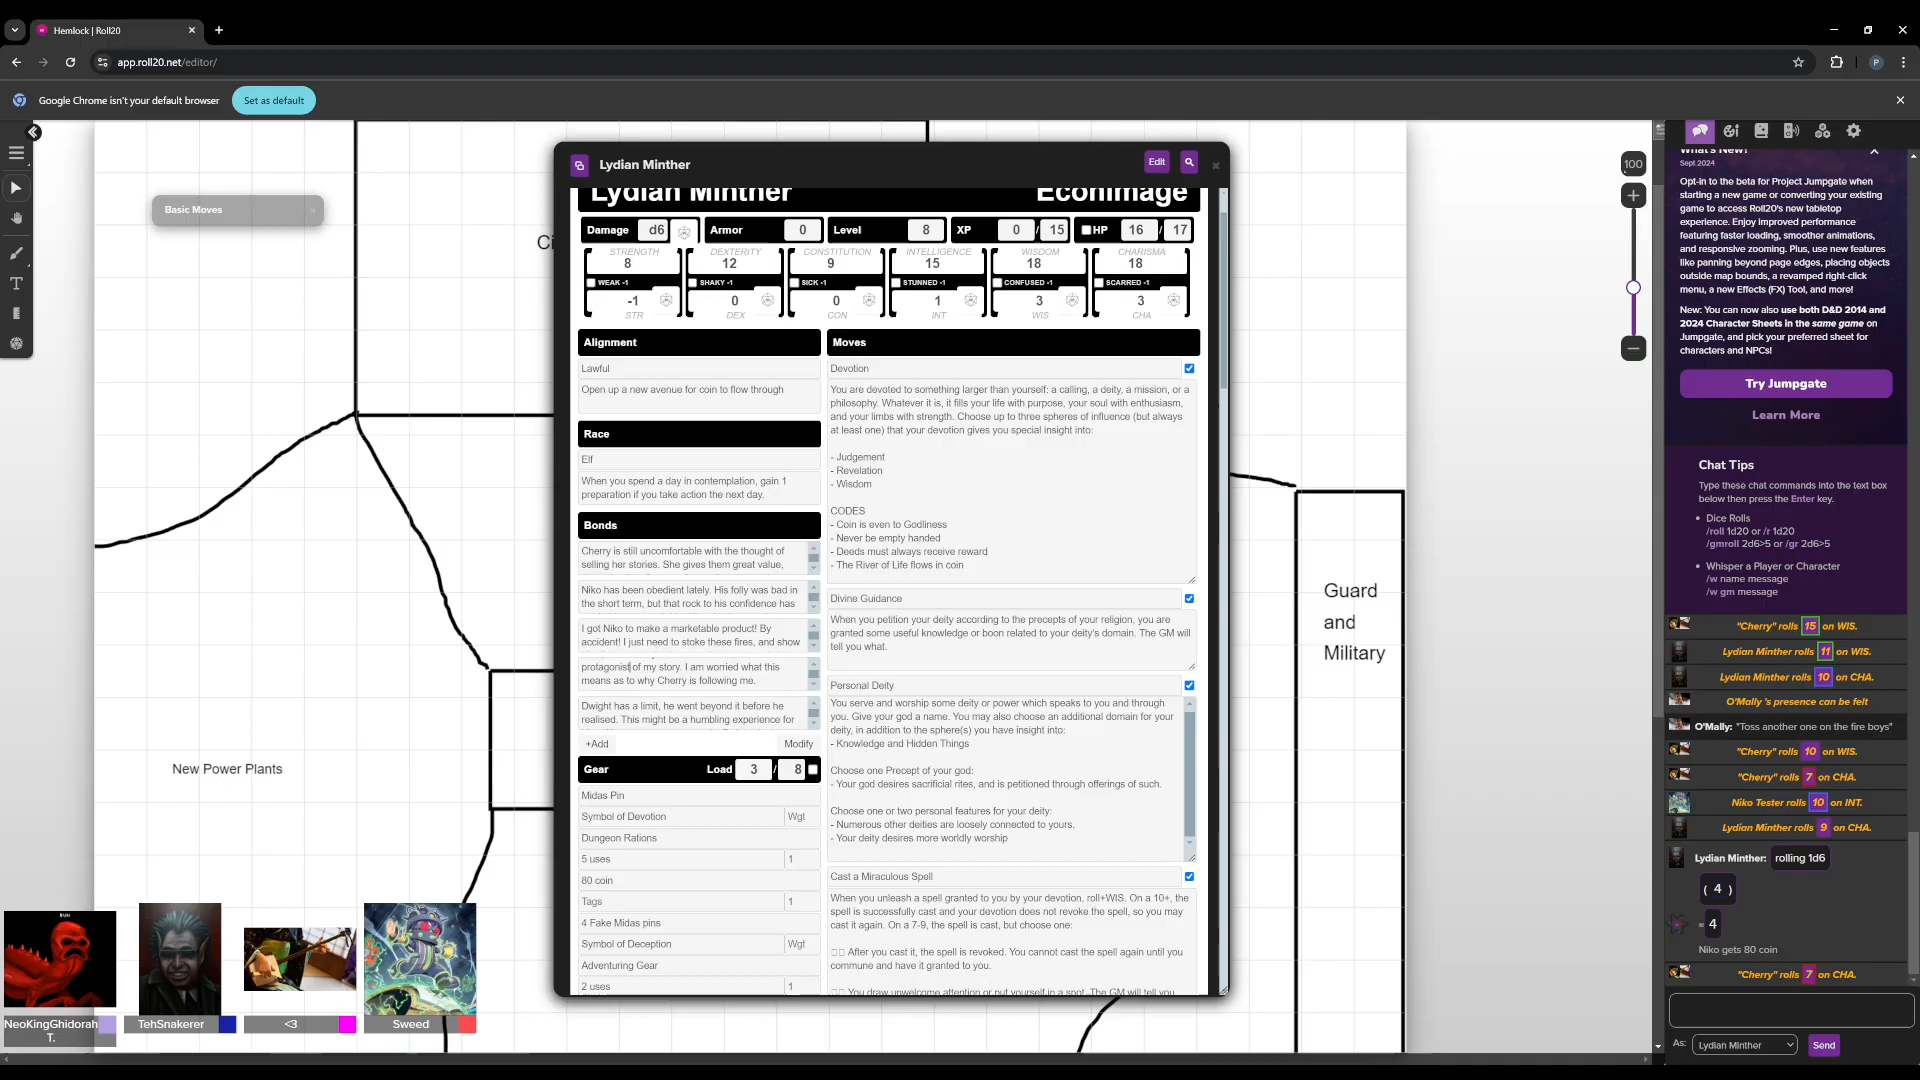 Hemlock | Roll20
app.roll20.net/editor/
P
Google Chrome isn't your default browser
Set as default
Basic Moves
Ci
New Power Plants
Guard
and
Military
100
Lydian Minther
Edit
Lydian Minther
Econimage
Damage d6
Armor 0
Level 8
XP 0 / 15
HP 16 / 17
STRENGTH
8
WEAK -1
-1
STR
DEXTERITY
12
SHAKY -1
0
DEX
CONSTITUTION
9
SICK -1
0
CON
INTELLIGENCE
15
STUNNED -1
1
INT
WISDOM
18
CONFUSED -1
3
WIS
CHARISMA
18
SCARRED -1
3
CHA
Alignment
Lawful
Open up a new avenue for coin to flow through
Race
Elf
When you spend a day in contemplation, gain 1
preparation if you take action the next day.
Bonds
Cherry is still uncomfortable with the thought of
selling her stories. She gives them great value,
Niko has been obedient lately. His folly was bad in
the short term, but that rock to his confidence has
I got Niko to make a marketable product! By
accident! I just need to stoke these fires, and show
protagonist of my story. I am worried what this
means as to why Cherry is following me.
Dwight has a limit, he went beyond it before he
realised. This might be a humbling experience for
+Add
Modify
Gear
Load 3 / 8
Midas Pin
Symbol of Devotion
Wgt
Dungeon Rations
5 uses
1
80 coin
Tags
1
4 Fake Midas pins
Symbol of Deception
Wgt
Adventuring Gear
2 uses
1
Moves
Devotion
You are devoted to something larger than yourself: a calling, a deity, a mission, or a
philosophy. Whatever it is, it fills your life with purpose, your soul with enthusiasm,
and your limbs with strength. Choose up to three spheres of influence (but always
at least one) that your devotion gives you special insight into:
- Judgement
- Revelation
- Wisdom
CODES
- Coin is even to Godliness
- Never be empty handed
- Deeds must always receive reward
- The River of Life flows in coin
Divine Guidance
When you petition your deity according to the precepts of your religion, you are
granted some useful knowledge or boon related to your deity's domain. The GM will
tell you what.
Personal Deity
You serve and worship some deity or power which speaks to you and through
you. Give your god a name. You may also choose an additional domain for your
deity, in addition to the sphere(s) you have insight into:
- Knowledge and Hidden Things
Choose one Precept of your god:
- Your god desires sacrificial rites, and is petitioned through offerings of such.
Choose one or two personal features for your deity:
- Numerous other deities are loosely connected to yours.
- Your deity desires more worldly worship
Cast a Miraculous Spell
When you unleash a spell granted to you by your devotion, roll+WIS. On a 10+, the
spell is successfully cast and your devotion does not revoke the spell, so you may
cast it again. On a 7-9, the spell is cast, but choose one:
After you cast it, the spell is revoked. You cannot cast the spell again until you
commune and have it granted to you.
You draw unwelcome attention or put yourself in a spot. The GM will tell you
NeoKingGhidorah
T.
TehSnakerer
<3
Sweed
What's New?
Sept 2024
Opt-in to the beta for Project Jumpgate when
starting a new game or converting your existing
game to access Roll20's new tabletop
experience. Enjoy improved performance
featuring faster loading, smoother animations,
and responsive zooming. Plus, use new features
like panning beyond page edges, placing objects
outside map bounds, a revamped right-click
menu, a new Effects (FX) Tool, and more!
New: You can now also use both D&D 2014 and
2024 Character Sheets in the same game on
Jumpgate, and pick your preferred sheet for
characters and NPCs!
Try Jumpgate
Learn More
Chat Tips
Type these chat commands into the text box
below then press the Enter key.
• Dice Rolls
/roll 1d20 or /r 1d20
/gmroll 2d6>5 or /gr 2d6>5
• Whisper a Player or Character
/w name message
/w gm message
"Cherry" rolls 15 on WIS.
Lydian Minther rolls 11 on WIS.
Lydian Minther rolls 10 on CHA.
O'Mally 's presence can be felt
O'Mally: "Toss another one on the fire boys"
"Cherry" rolls 10 on WIS.
"Cherry" rolls 7 on CHA.
Niko Tester rolls 10 on INT.
Lydian Minther rolls 9 on CHA.
Lydian Minther: rolling 1d6
( 4 )
=4
Niko gets 80 coin
"Cherry" rolls 7 on CHA.
As: Lydian Minther
Send